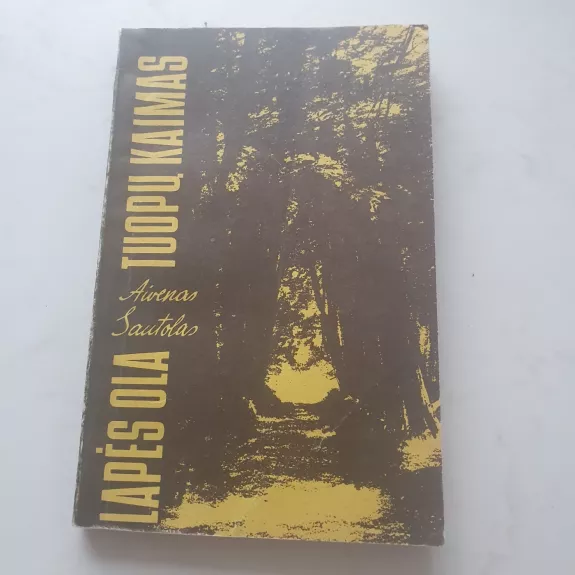 LAPĖS OLA
TUOPŲ KAIMAS
Aivenas
Sautolas